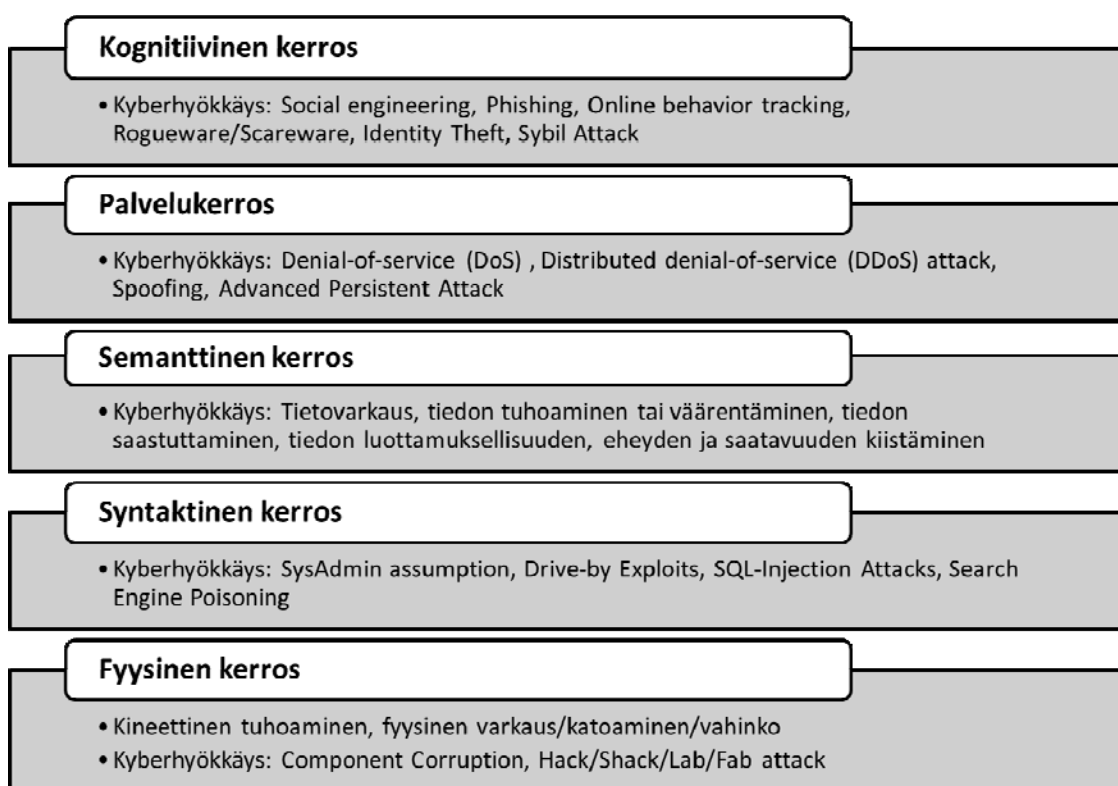 Kognitiivinen kerros
• Kyberhyökkäys: Social engineering, Phishing, Online behavior tracking,
Rogueware/Scareware, Identity Theft, Sybil Attack
Palvelukerros
• Kyberhyökkäys: Denial-of-service (DoS) , Distributed denial-of-service (DDoS) attack,
Spoofing, Advanced Persistent Attack
Semanttinen kerros
• Kyberhyökkäys: Tietovarkaus, tiedon tuhoaminen tai väärentäminen, tiedon
saastuttaminen, tiedon luottamuksellisuuden, eheyden ja saatavuuden kiistäminen
Syntaktinen kerros
• Kyberhyökkäys: SysAdmin assumption, Drive-by Exploits, SQL-Injection Attacks, Search
Engine Poisoning
Fyysinen kerros
• Kineettinen tuhoaminen, fyysinen varkaus/katoaminen/vahinko
• Kyberhyökkäys: Component Corruption, Hack/Shack/Lab/Fab attack